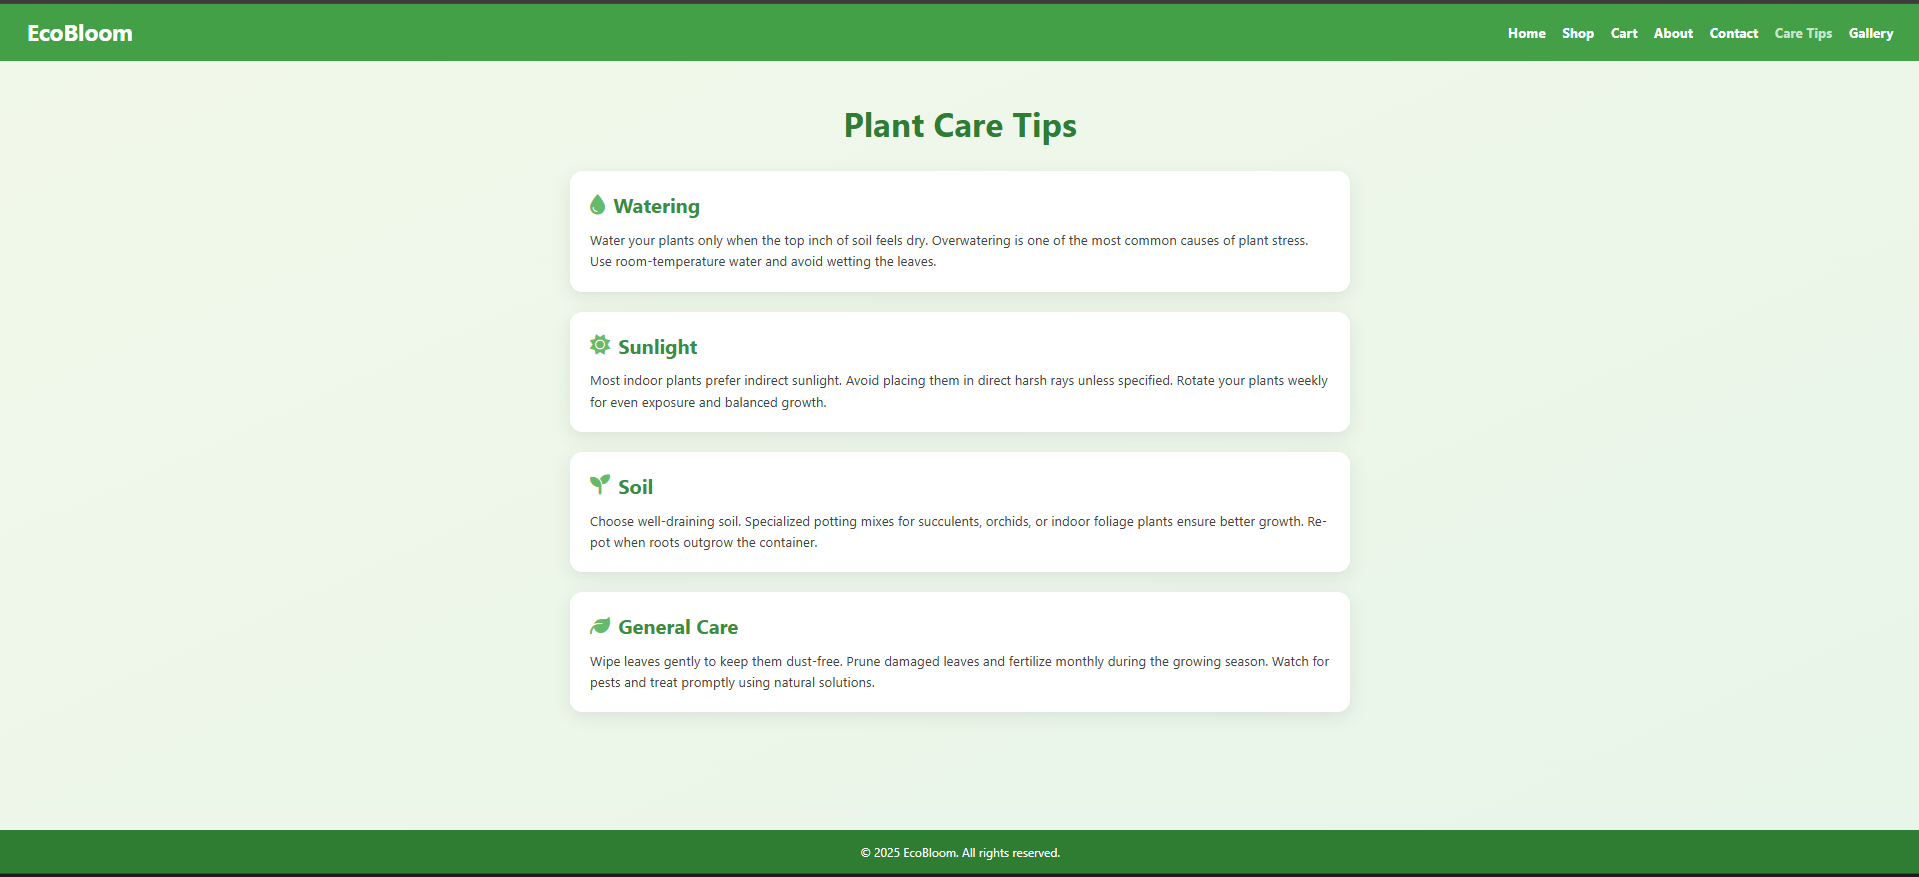 EcoBloom
Home Shop Cart About Contact Care Tips Gallery
Plant Care Tips
Watering
Water your plants only when the top inch of soil feels dry. Overwatering is one of the most common causes of plant stress.
Use room-temperature water and avoid wetting the leaves.
Sunlight
Most indoor plants prefer indirect sunlight. Avoid placing them in direct harsh rays unless specified. Rotate your plants weekly
for even exposure and balanced growth.
Soil
Choose well-draining soil. Specialized potting mixes for succulents, orchids, or indoor foliage plants ensure better growth. Re-
pot when roots outgrow the container.
General Care
Wipe leaves gently to keep them dust-free. Prune damaged leaves and fertilize monthly during the growing season. Watch for
pests and treat promptly using natural solutions.
© 2025 EcoBloom. All rights reserved.